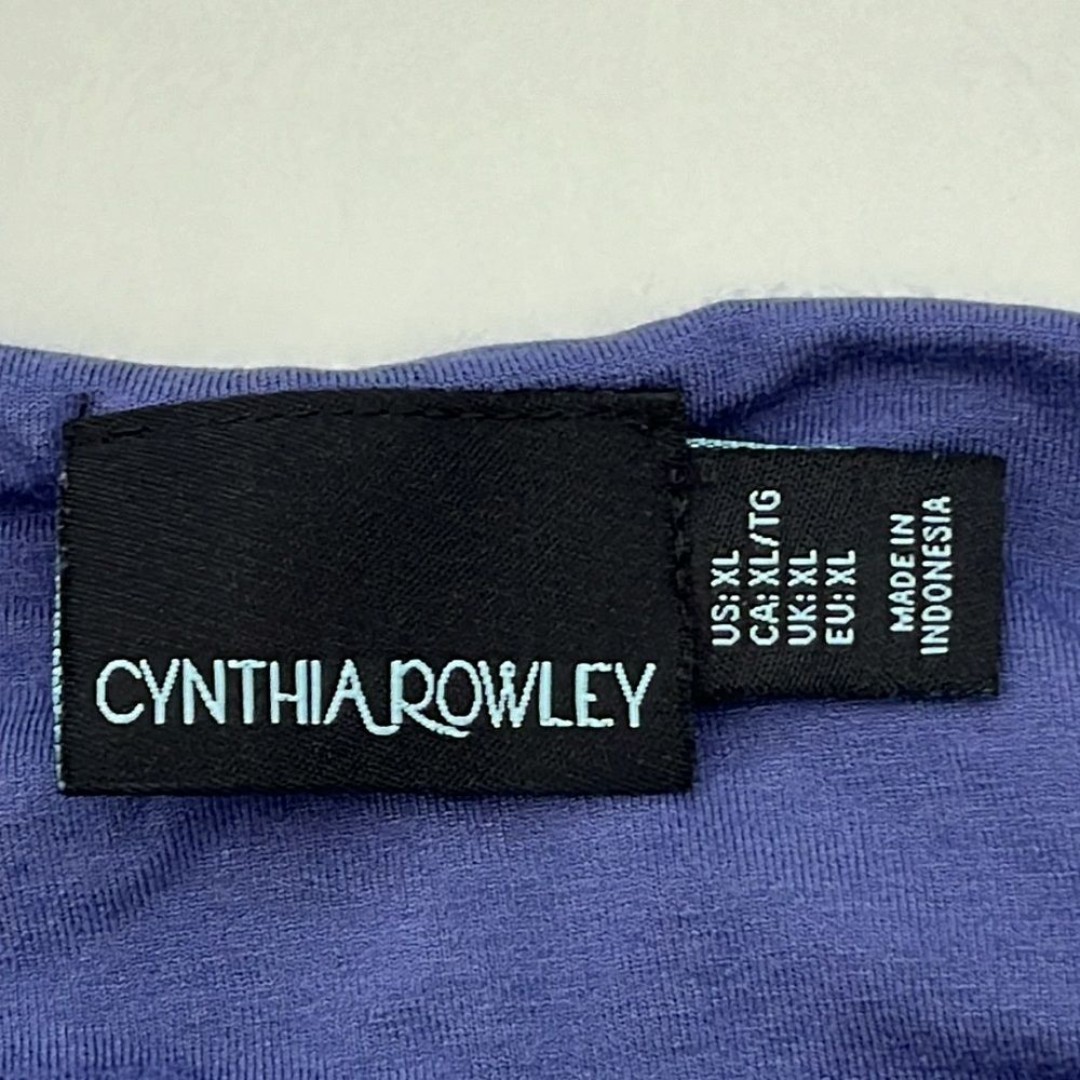 CYNTHIA ROWLEY
US: XL
CA: XL/TG
UK: XL
EU: XL
MADE IN
INDONESIA